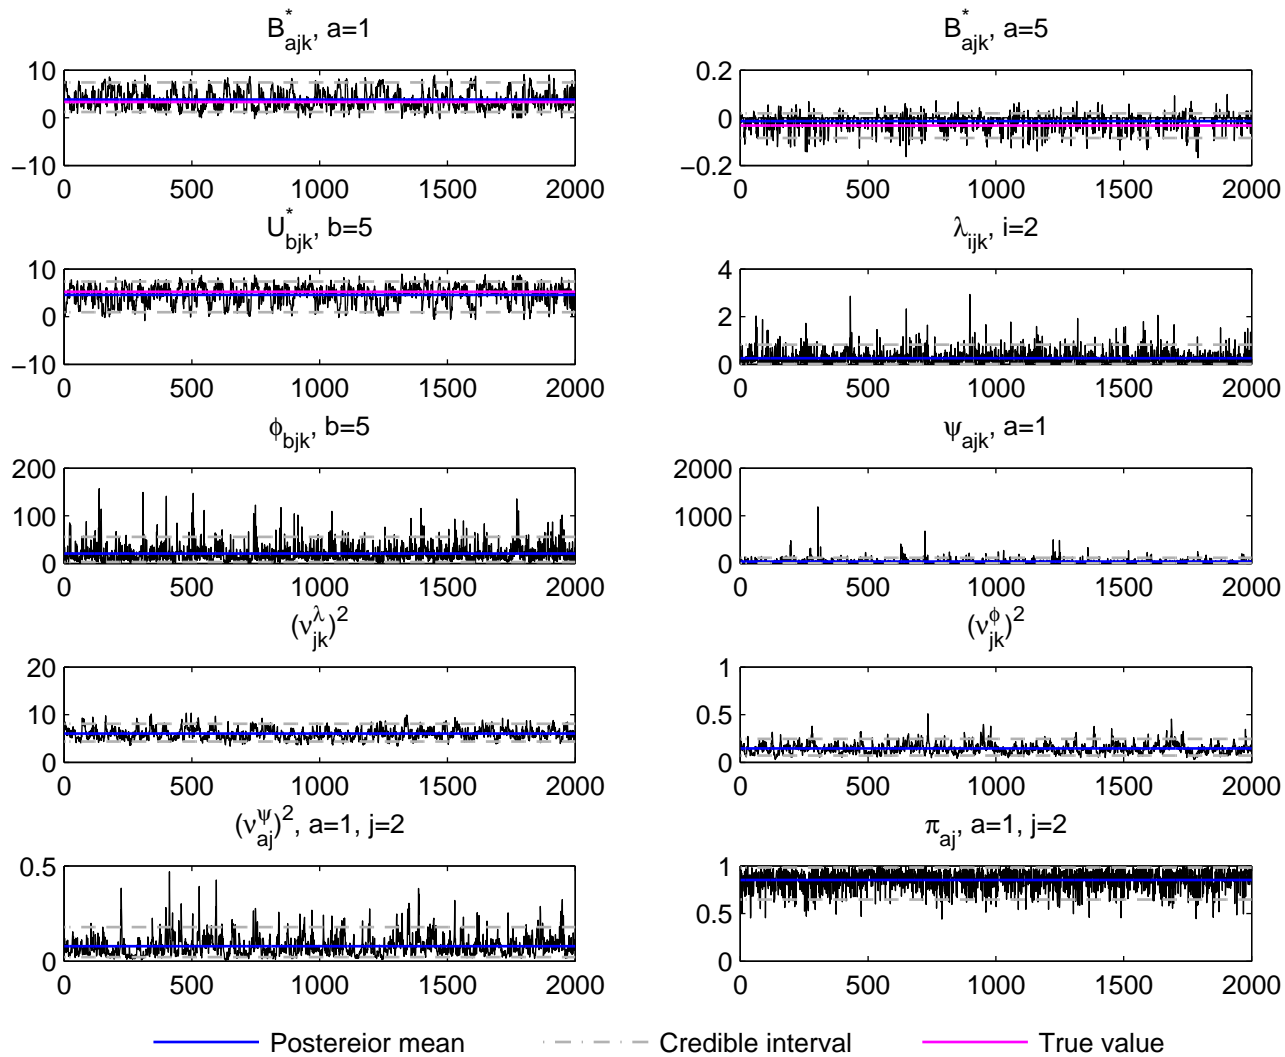 B*ajk, a=1
B*ajk, a=5
10
0
−10
0 500 1000 1500 2000
0.2
0
−0.2
0 500 1000 1500 2000
U*bjk, b=5
λijk, i=2
10
0
−10
0 500 1000 1500 2000
4
2
0
0 500 1000 1500 2000
ϕbjk, b=5
ψajk, a=1
200
100
0
0 500 1000 1500 2000
2000
1000
0
0 500 1000 1500 2000
(νλjk)2
(νϕjk)2
20
10
0
0 500 1000 1500 2000
1
0.5
0
0 500 1000 1500 2000
(νψaj)2, a=1, j=2
πaj, a=1, j=2
0.5
0
0 500 1000 1500 2000
1
0.5
0
0 500 1000 1500 2000
Postereior mean Credible interval True value